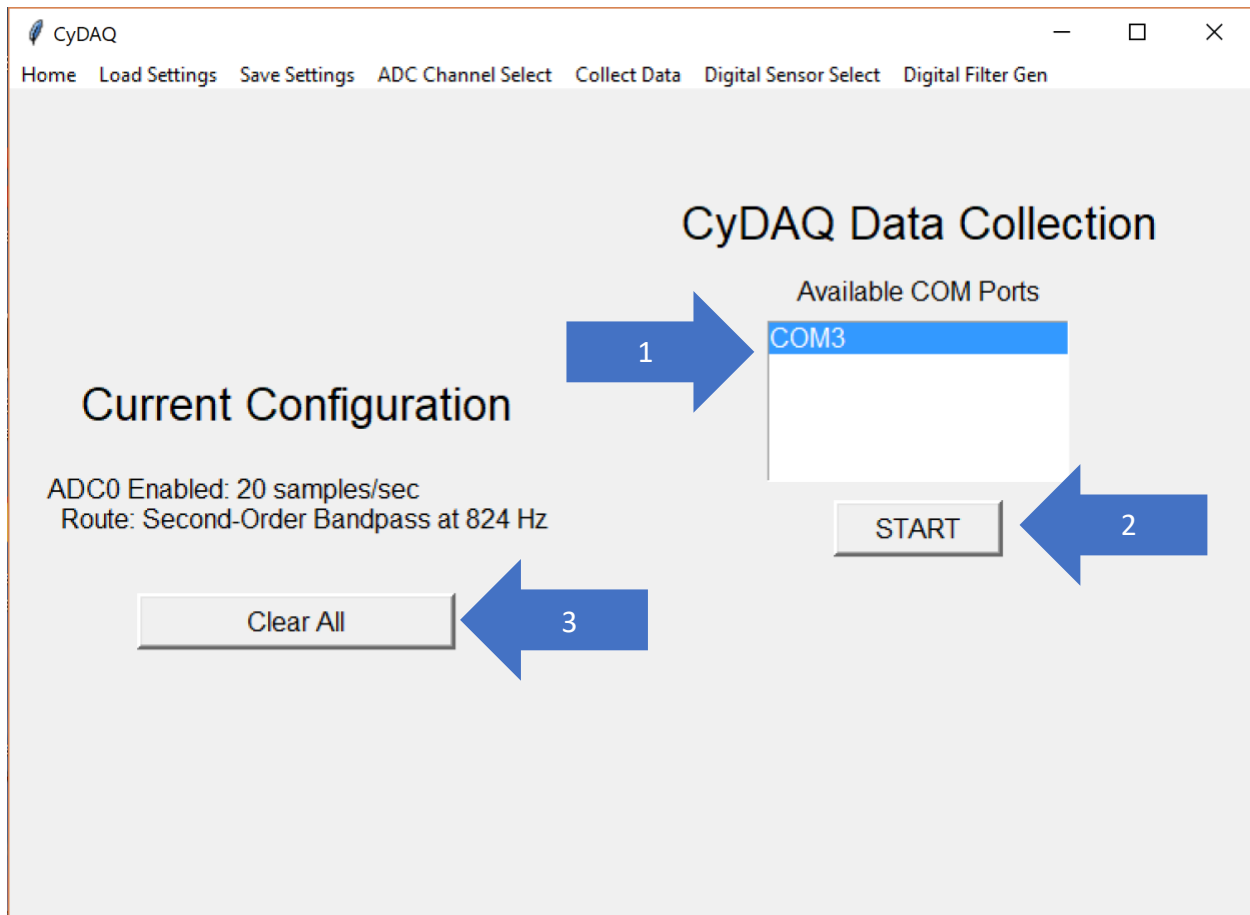 CyDAQ
Home Load Settings Save Settings ADC Channel Select Collect Data Digital Sensor Select Digital Filter Gen
CyDAQ Data Collection
Available COM Ports
1
COM3
Current Configuration
ADC0 Enabled: 20 samples/sec
Route: Second-Order Bandpass at 824 Hz
START
2
Clear All
3